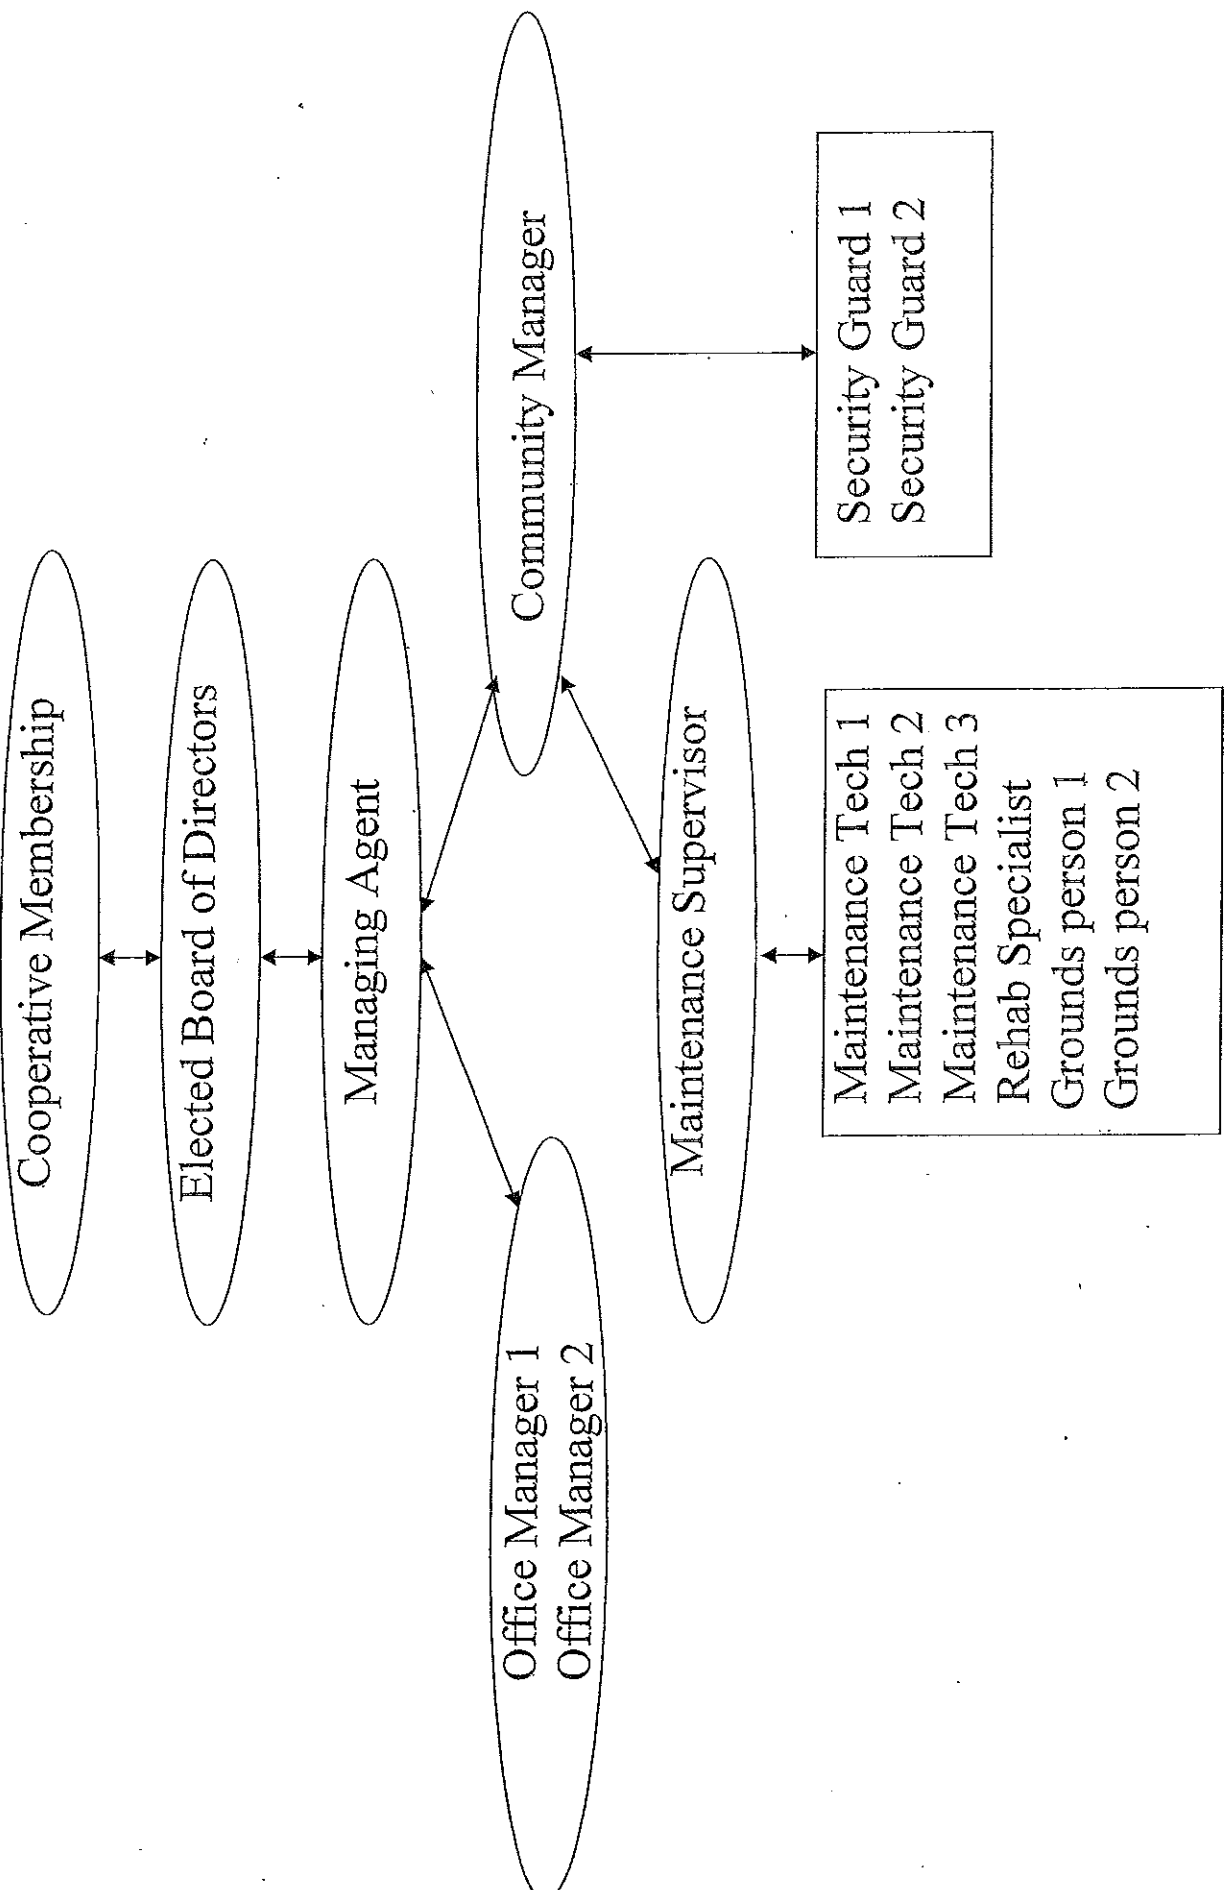 Cooperative Membership
Elected Board of Directors
Managing Agent
Office Manager 1
Office Manager 2
Community Manager
Maintenance Supervisor
Maintenance Tech 1
Maintenance Tech 2
Maintenance Tech 3
Rehab Specialist
Grounds person 1
Grounds person 2
Security Guard 1
Security Guard 2